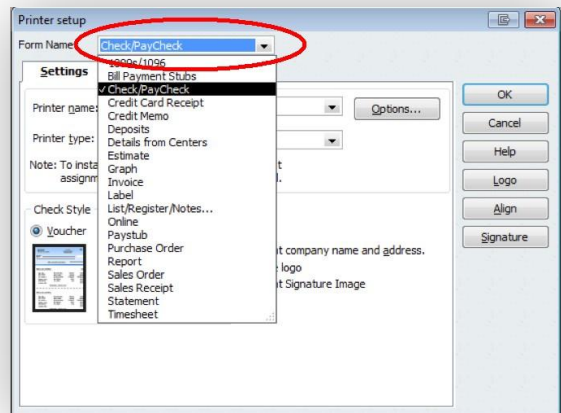 Printer setup
Form Name Check/PayCheck
Settings
1099s/1096
Bill Payment Stubs
✓ Check/PayCheck
Credit Card Receipt
Credit Memo
Deposits
Details from Centers
Estimate
Graph
Invoice
Label
List/Register/Notes...
Online
Paystub
Purchase Order
Report
Sales Order
Sales Receipt
Statement
Timesheet
Printer name:
Options...
Printer type:
Note: To insta
assignm
Check Style
Voucher
nt company name and address.
logo
nt Signature Image
OK
Cancel
Help
Logo
Align
Signature